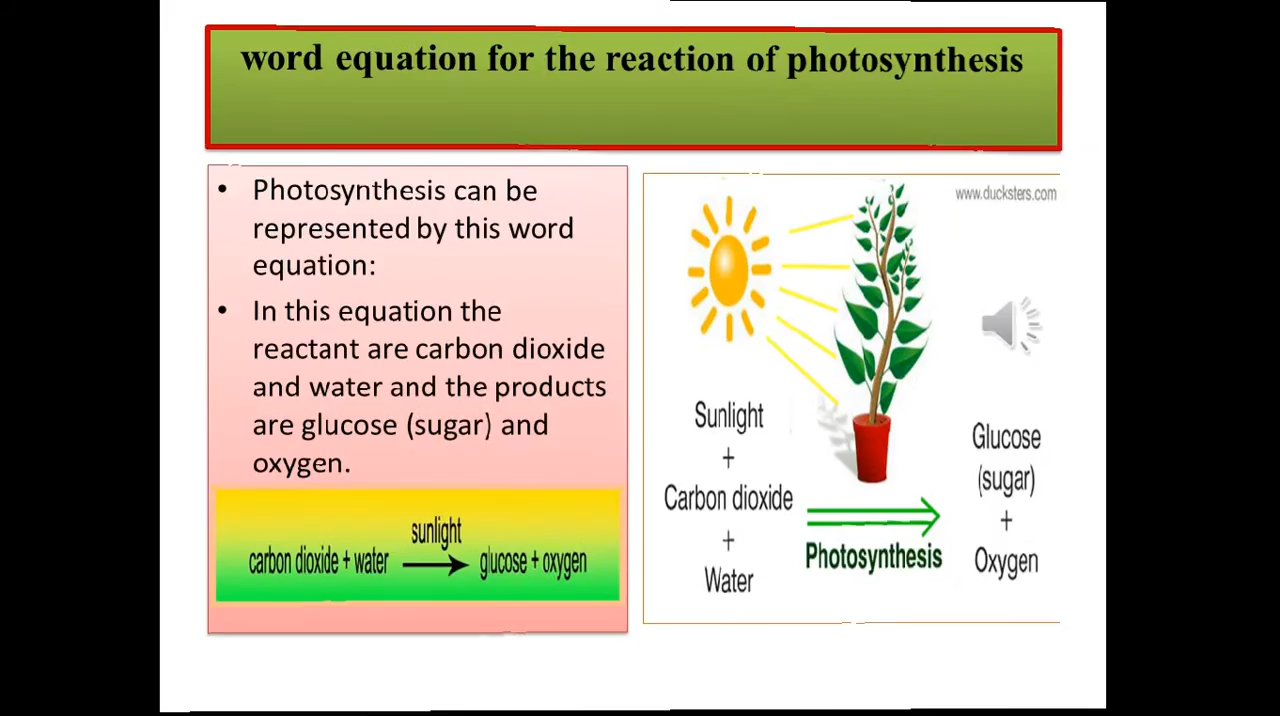 word equation for the reaction of photosynthesis
• Photosynthesis can be
represented by this word
equation:
• In this equation the
reactant are carbon dioxide
and water and the products
are glucose (sugar) and
oxygen.
sunlight
carbon dioxide + water → glucose + oxygen
www.ducksters.com
Sunlight
+
Carbon dioxide
+
Water
Photosynthesis
Glucose
(sugar)
+
Oxygen